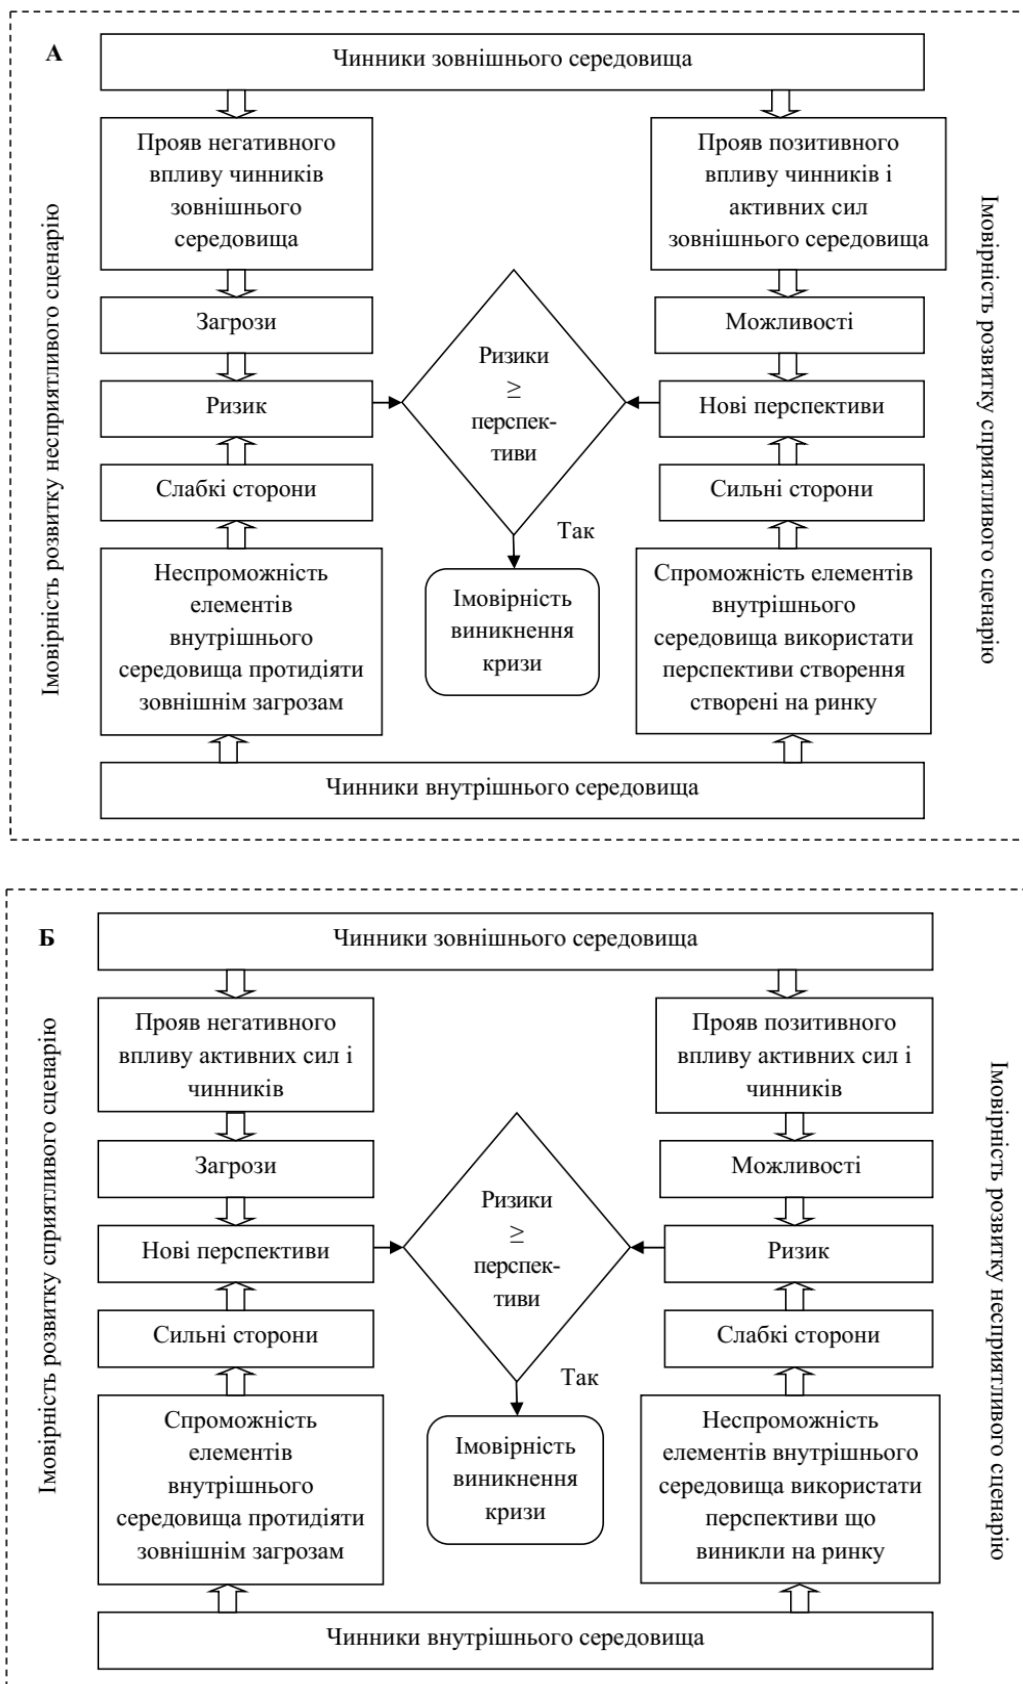 А
Чинники зовнішнього середовища
Прояв негативного
впливу чинників
зовнішнього
середовища
Прояв позитивного
впливу чинників і
активних сил
зовнішнього середовища
Загрози
Можливості
Ризик
Ризики
≥
перспек-
тиви
Нові перспективи
Слабкі сторони
Сильні сторони
Так
Неспроможність
елементів
внутрішнього
середовища протидіяти
зовнішнім загрозам
Імовірність
виникнення
кризи
Спроможність елементів
внутрішнього
середовища використати
перспективи створення
створені на ринку
Чинники внутрішнього середовища
Імовірність розвитку несприятливого сценарію
Імовірність розвитку сприятливого сценарію
Б
Чинники зовнішнього середовища
Прояв негативного
впливу активних сил і
чинників
Прояв позитивного
впливу активних сил і
чинників
Загрози
Можливості
Нові перспективи
Ризики
≥
перспек-
тиви
Ризик
Сильні сторони
Слабкі сторони
Так
Спроможність
елементів
внутрішнього
середовища протидіяти
зовнішнім загрозам
Імовірність
виникнення
кризи
Неспроможність
елементів внутрішнього
середовища використати
перспективи що
виникли на ринку
Чинники внутрішнього середовища
Імовірність розвитку сприятливого сценарію
Імовірність розвитку несприятливого сценарію